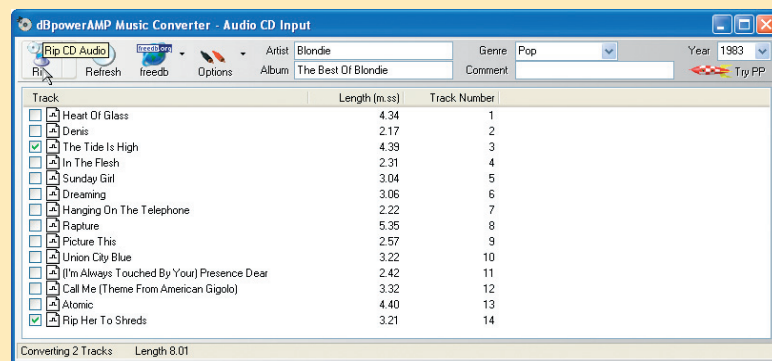 dBpowerAMP Music Converter - Audio CD Input
Rip CD Audio
Rip Refresh freedb Options
freedb.org
Artist Blondie Genre Pop Year 1983
Album The Best Of Blondie Comment Try PP
Track Length (m.ss) Track Number
Heart Of Glass 4.34 1
Denis 2.17 2
The Tide Is High 4.39 3
In The Flesh 2.31 4
Sunday Girl 3.04 5
Dreaming 3.06 6
Hanging On The Telephone 2.22 7
Rapture 5.35 8
Picture This 2.57 9
Union City Blue 3.22 10
(I'm Always Touched By Your) Presence Dear 2.42 11
Call Me (Theme From American Gigolo) 3.32 12
Atomic 4.40 13
Rip Her To Shreds 3.21 14
Converting 2 Tracks Length 8.01